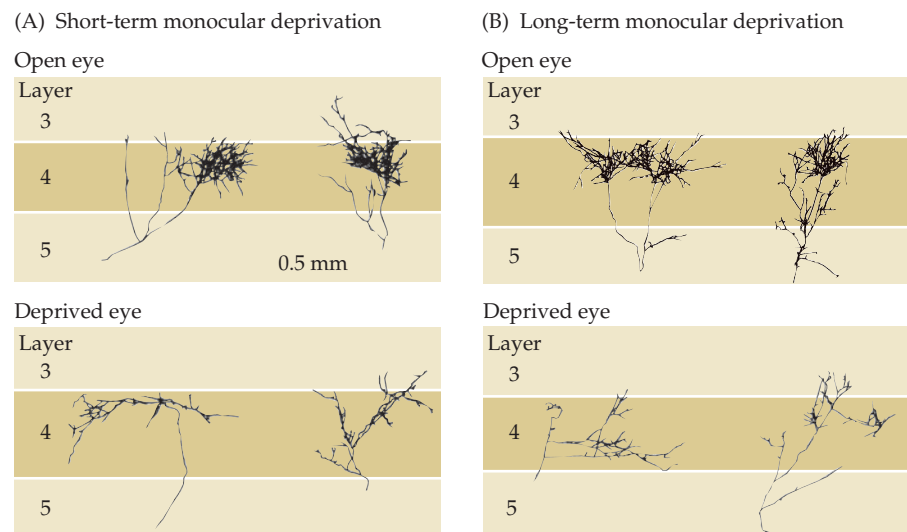 (A) Short-term monocular deprivation
Open eye
Layer
3
4
5
0.5 mm
Deprived eye
Layer
3
4
5
(B) Long-term monocular deprivation
Open eye
Layer
3
4
5
Deprived eye
Layer
3
4
5